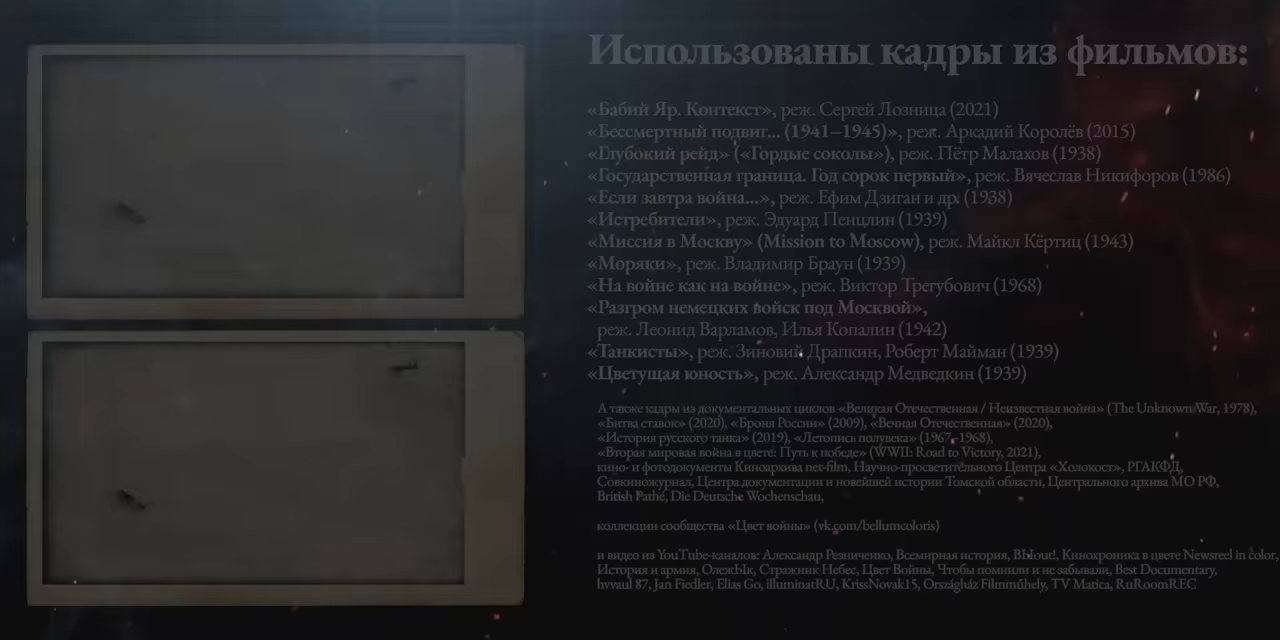 Использованы кадры из фильмов:
«Бабий Яр. Контекст», реж. Сергей Лозница (2021)
«Бессмертный подвиг... (1941–1945)», реж. Аркадий Королёв (2015)
«Глубокий рейд» («Гордые соколы»), реж. Пётр Малахов (1938)
«Государственная граница. Год сорок первый», реж. Вячеслав Никифоров (1986)
«Если завтра война...», реж. Ефим Дзиган и др. (1938)
«Истребители», реж. Эдуард Пенцлин (1939)
«Миссия в Москву» (Mission to Moscow), реж. Майкл Кёртиц (1943)
«Моряки», реж. Владимир Браун (1939)
«На войне как на войне», реж. Виктор Трегубович (1968)
«Разгром немецких войск под Москвой»,
реж. Леонид Варламов, Илья Копалин (1942)
«Танкисты», реж. Зиновий Драпкин, Роберт Майман (1939)
«Цветущая юность», реж. Александр Медведкин (1939)
А также кадры из документальных циклов «Великая Отечественная / Неизвестная война» (The Unknown War, 1978),
«Битва ставок» (2020), «Броня России» (2009), «Вечная Отечественная» (2020),
«История русского танка» (2019), «Летопись полувека» (1967–1968),
«Вторая мировая война в цвете: Путь к победе» (WWII: Road to Victory, 2021),
кино- и фотодокументы Киноархива net-film, Научно-просветительного Центра «Холокост», РГАКФД,
Совкиножурнал, Центра документации и новейшей истории Томской области, Центрального архива МО РФ,
British Pathé, Die Deutsche Wochenschau,
коллекции сообщества «Цвет войны» (vk.com/bellumcoloris)
и видео из YouTube-каналов: Александр Резниченко, Всемирная история, ВЫout!, Кинохроника в цвете Newsreel in color,
История и армия, ОлежЫк, Стражник Небес, Цвет Войны, Чтобы помнили и не забывали, Best Documentary,
hvvaul 87, Jan Fiedler, Elias Go, illuminatRU, KrissNovak15, Országház Filmműhely, TV Matica, RuRoomREC